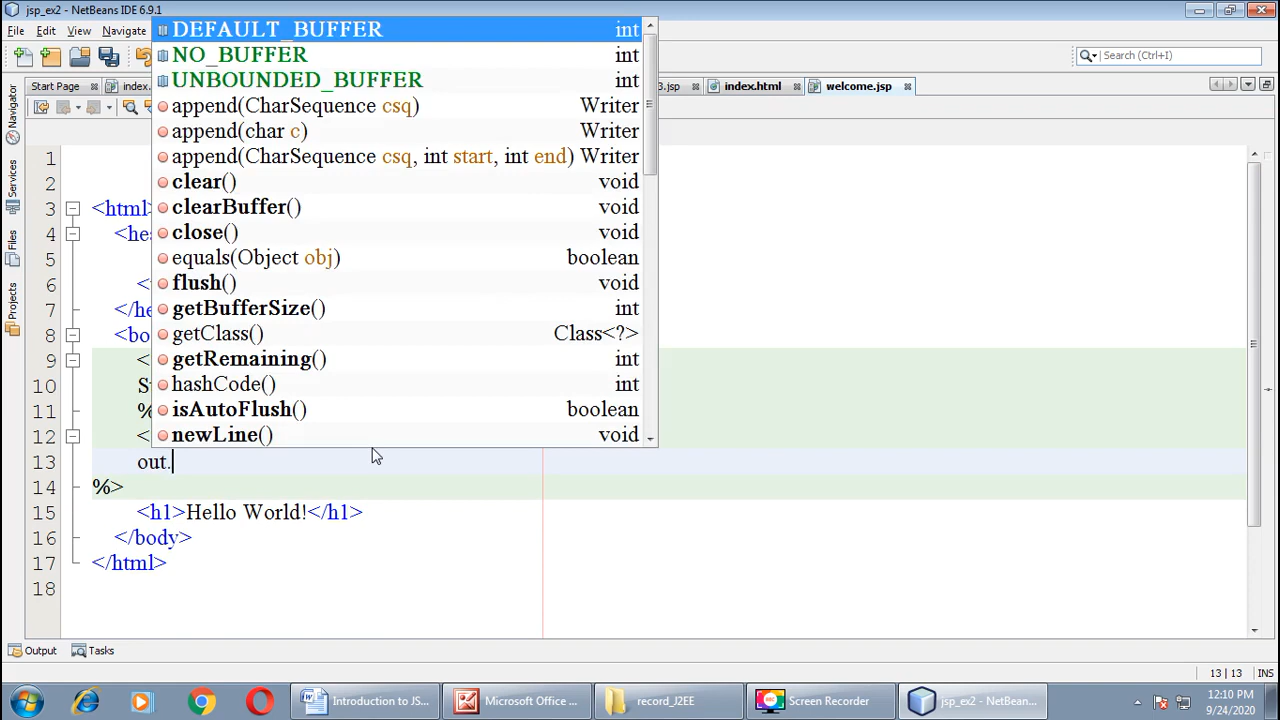 jsp_ex2 - NetBeans IDE 6.9.1
File Edit View Navigate
Search (Ctrl+I)
Start Page index. 3.jsp index.html welcome.jsp
Navigator
Services
Files
Projects
DEFAULT_BUFFER int
NO_BUFFER int
UNBOUNDED_BUFFER int
append(CharSequence csq) Writer
append(char c) Writer
append(CharSequence csq, int start, int end) Writer
clear() void
clearBuffer() void
close() void
equals(Object obj) boolean
flush() void
getBufferSize() int
getClass() Class<?>
getRemaining() int
hashCode() int
isAutoFlush() boolean
newLine() void
1
2
3 <html>
4 <he
5
6 <
7 </he
8 <bo
9 <
10 S
11 %
12 <
13 out.
14 %>
15 <h1>Hello World!</h1>
16 </body>
17 </html>
18
Output Tasks
13 | 13 INS
Introduction to JS... Microsoft Office ... record_J2EE Screen Recorder jsp_ex2 - NetBeans ...
12:10 PM
9/24/2020